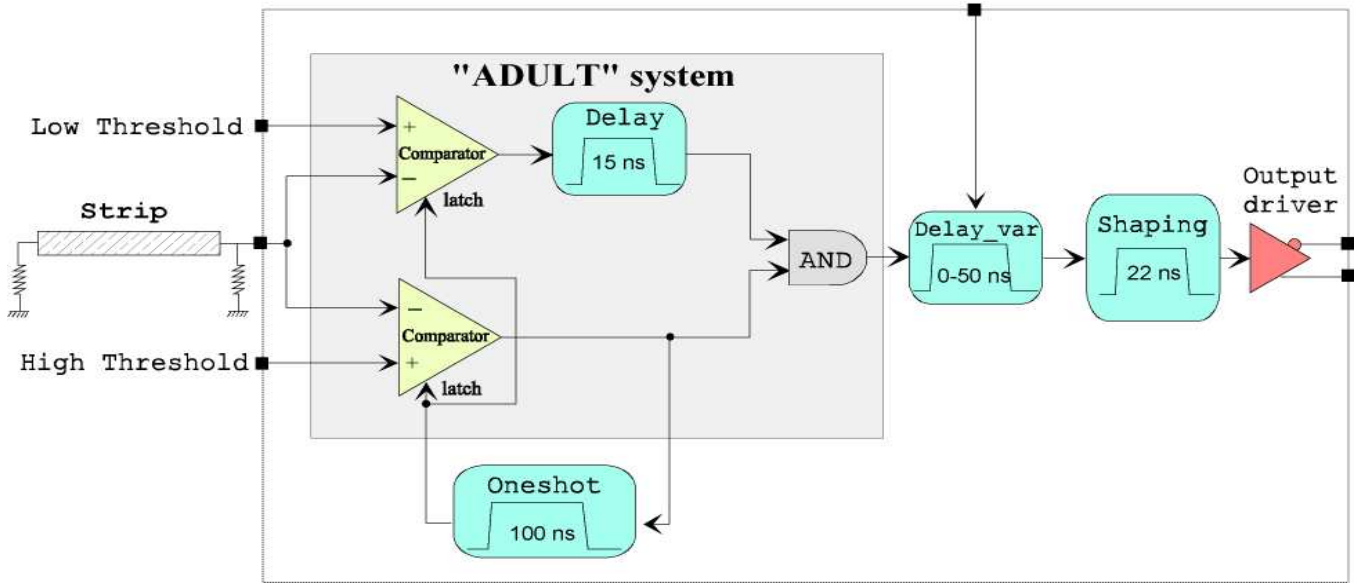 "ADULT" system
Low Threshold
+
Comparator
−
latch
Delay
15 ns
Strip
Output
driver
Delay_var
0-50 ns
Shaping
22 ns
AND
−
Comparator
+
latch
High Threshold
Oneshot
100 ns